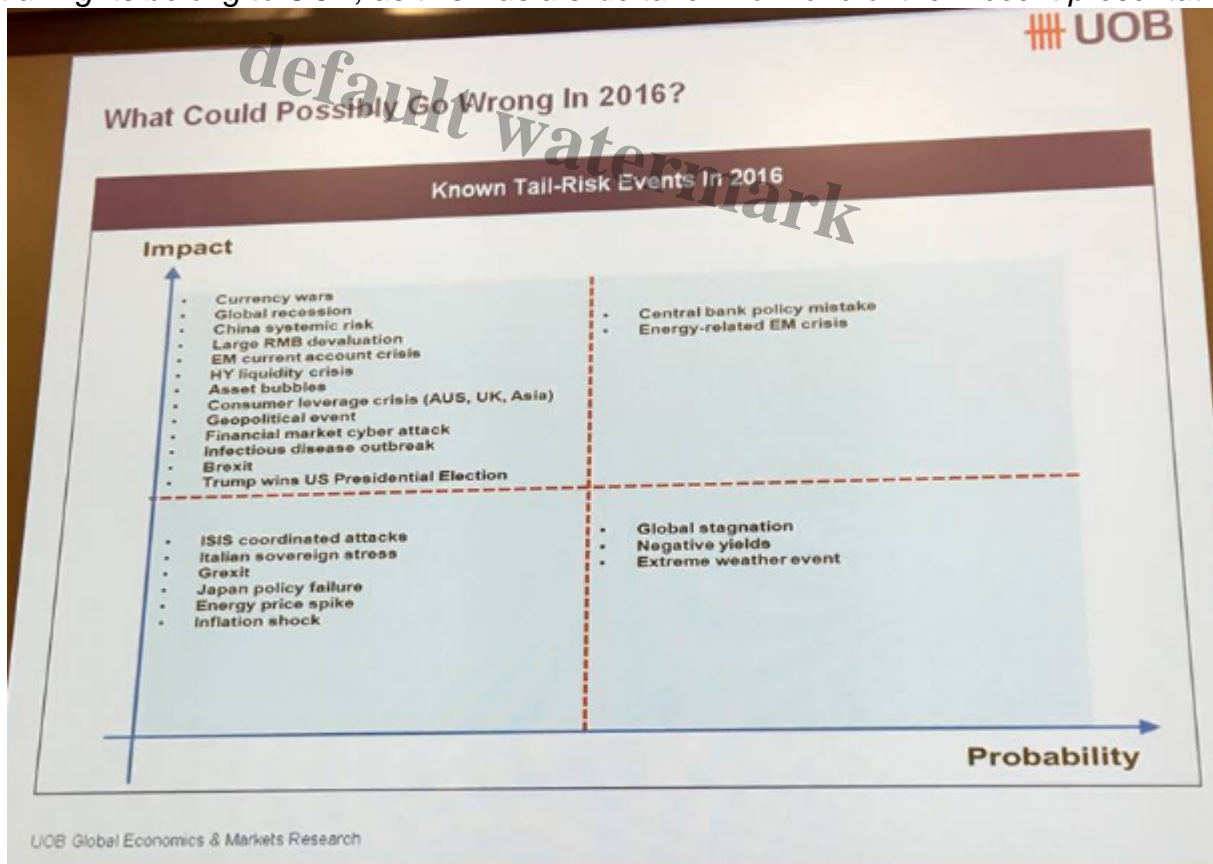 UOB
default watermark
What Could Possibly Go Wrong In 2016?
Known Tail-Risk Events In 2016
Impact
• Currency wars
• Global recession
• China systemic risk
• Large RMB devaluation
• EM current account crisis
• HY liquidity crisis
• Asset bubbles
• Consumer leverage crisis (AUS, UK, Asia)
• Geopolitical event
• Financial market cyber attack
• Infectious disease outbreak
• Brexit
• Trump wins US Presidential Election
• Central bank policy mistake
• Energy-related EM crisis
• ISIS coordinated attacks
• Italian sovereign stress
• Grexit
• Japan policy failure
• Energy price spike
• Inflation shock
• Global stagnation
• Negative yields
• Extreme weather event
Probability
UOB Global Economics & Markets Research